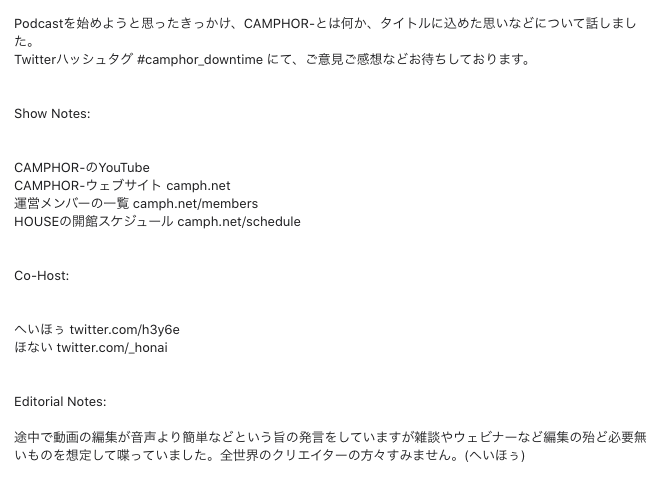 Podcastを始めようと思ったきっかけ、CAMPHOR-とは何か、タイトルに込めた思いなどについて話しまし
た。
Twitterハッシュタグ #camphor_downtime にて、ご意見ご感想などお待ちしております。
Show Notes:
CAMPHOR-のYouTube
CAMPHOR-ウェブサイト camph.net
運営メンバーの一覧 camph.net/members
HOUSEの開館スケジュール camph.net/schedule
Co-Host:
へいほぅ twitter.com/h3y6e
ほない twitter.com/_honai
Editorial Notes:
途中で動画の編集が音声より簡単などという旨の発言をしていますが雑談やウェビナーなど編集の殆ど必要無
いものを想定して喋っていました。全世界のクリエイターの方々すみません。(へいほぅ)